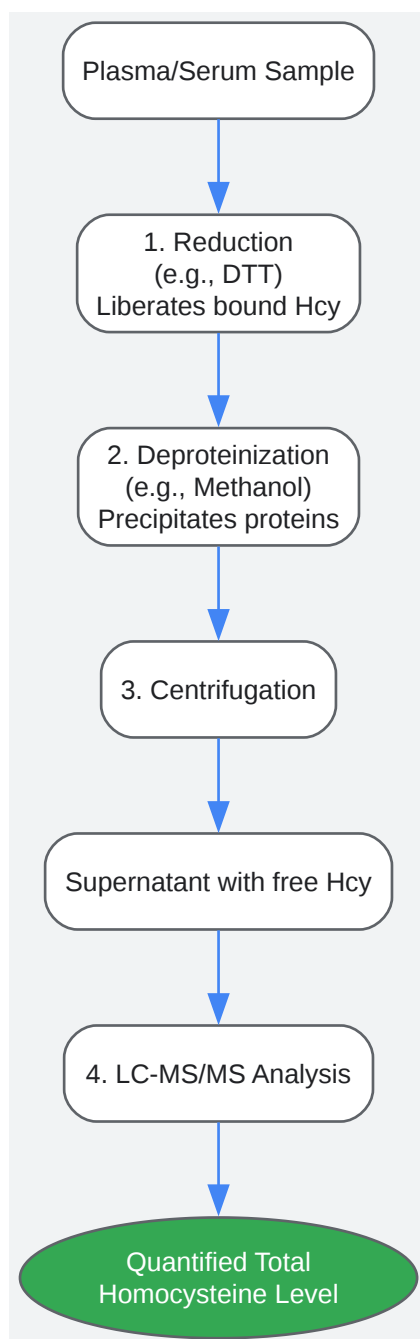 Plasma/Serum Sample
1. Reduction
(e.g., DTT)
Liberates bound Hcy
2. Deproteinization
(e.g., Methanol)
Precipitates proteins
3. Centrifugation
Supernatant with free Hcy
4. LC-MS/MS Analysis
Quantified Total
Homocysteine Level